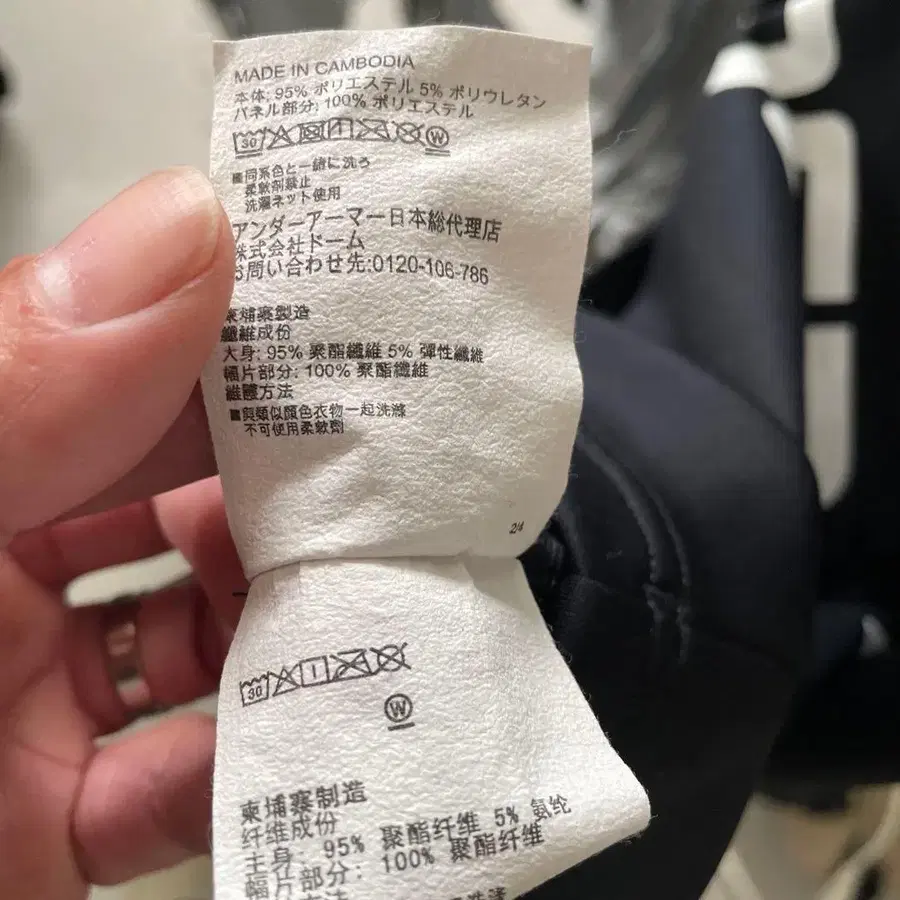 MADE IN CAMBODIA
本体: 95% ポリエステル 5% ポリウレタン
パネル部分: 100% ポリエステル
30 W
■同系色と一緒に洗う
柔軟剤禁止
洗濯ネット使用
アンダーアーマー日本総代理店
株式会社ドーム
お問い合わせ先:0120-106-786
柬埔寨製造
纖維成份
大身: 95% 聚酯纖維 5% 彈性纖維
幅片部分: 100% 聚酯纖維
維護方法
■與類似顏色衣物一起洗滌
不可使用柔軟劑
2/4
30
W
柬埔寨制造
纤维成份
主身: 95% 聚酯纤维 5% 氨纶
幅片部分: 100% 聚酯纤维